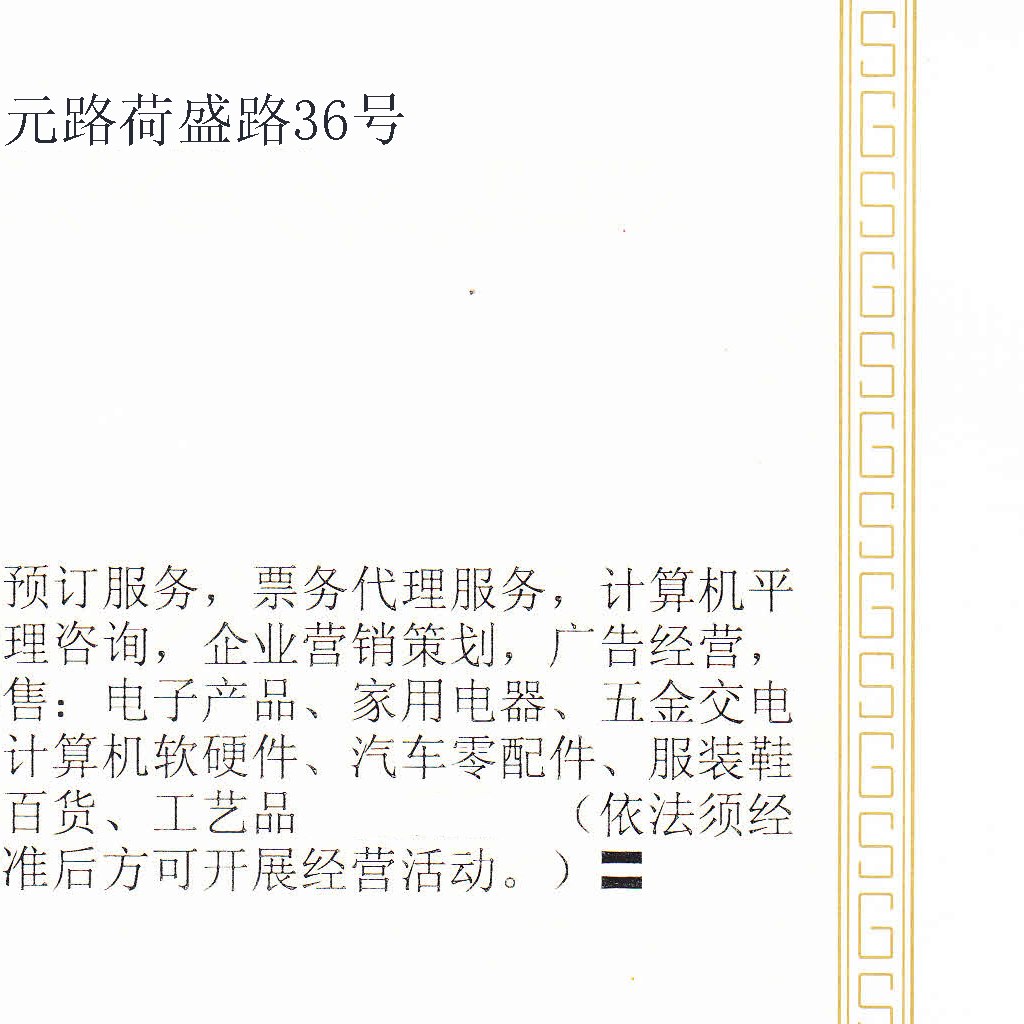 元路荷盛路36号
预订服务，票务代理服务，计算机平
理咨询，企业营销策划，广告经营，
售：电子产品、家用电器、五金交电
计算机软硬件、汽车零配件、服装鞋
百货、工艺品 （依法须经
准后方可开展经营活动。）